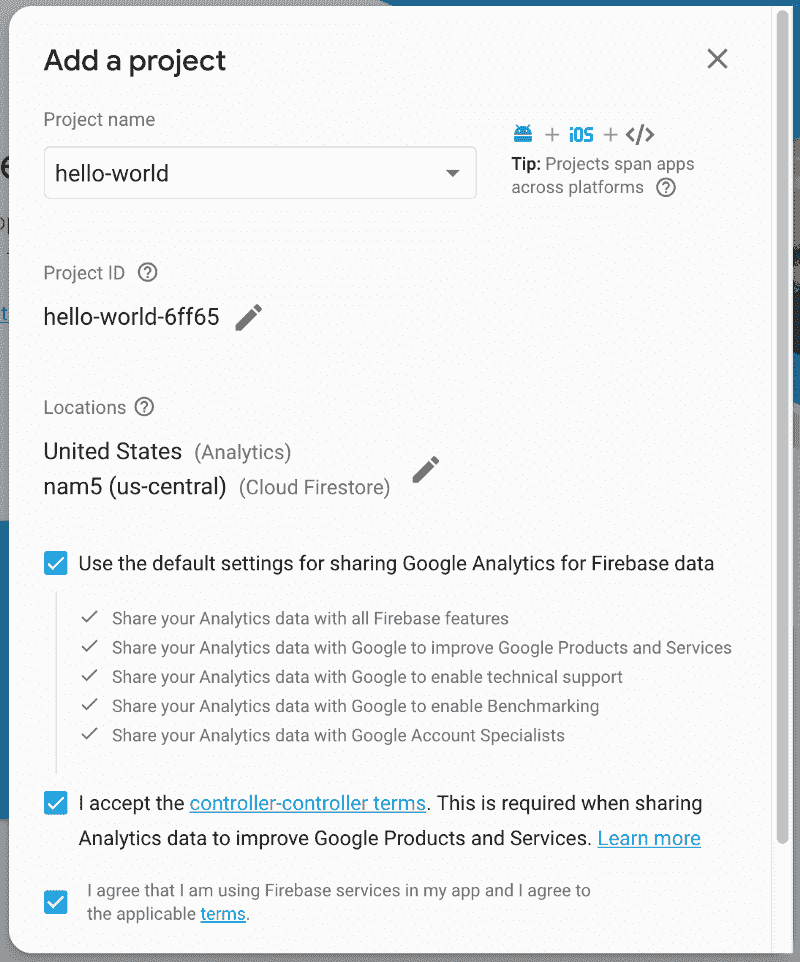 Add a project
Project name
hello-world
+ iOS + </>
Tip: Projects span apps
across platforms ?
Project ID ?
hello-world-6ff65
Locations ?
United States (Analytics)
nam5 (us-central) (Cloud Firestore)
Use the default settings for sharing Google Analytics for Firebase data
Share your Analytics data with all Firebase features
Share your Analytics data with Google to improve Google Products and Services
Share your Analytics data with Google to enable technical support
Share your Analytics data with Google to enable Benchmarking
Share your Analytics data with Google Account Specialists
I accept the controller-controller terms. This is required when sharing
Analytics data to improve Google Products and Services. Learn more
I agree that I am using Firebase services in my app and I agree to
the applicable terms.